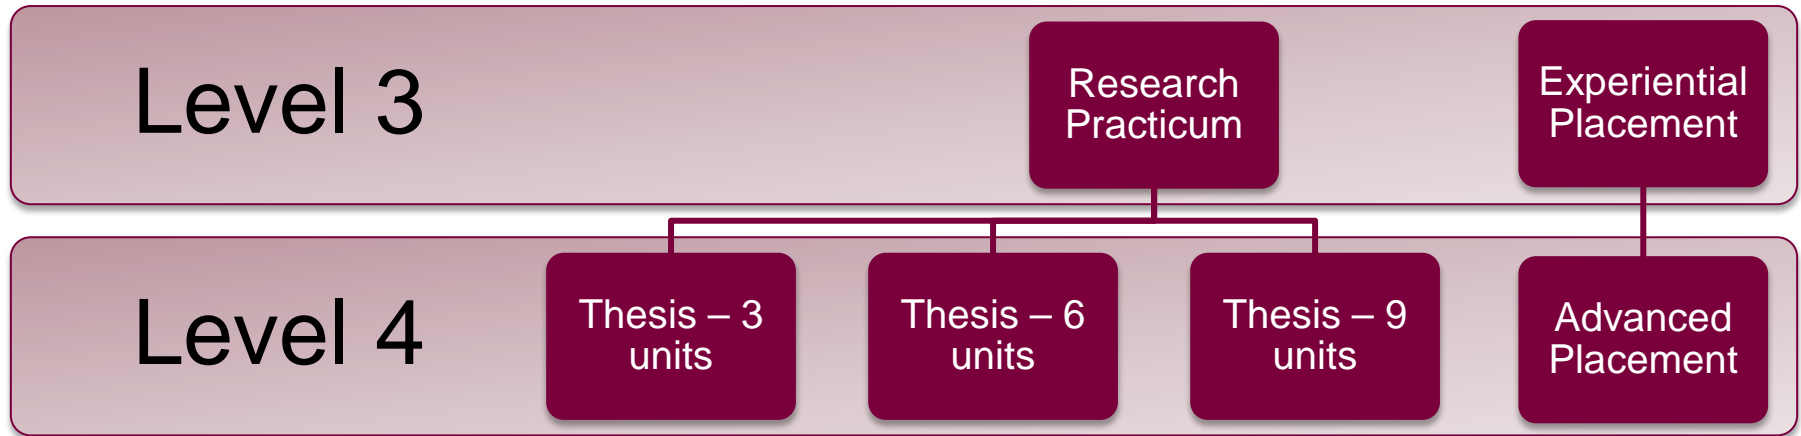 Level 3
Research
Practicum
Experiential
Placement
Level 4
Thesis – 3
units
Thesis – 6
units
Thesis – 9
units
Advanced
Placement